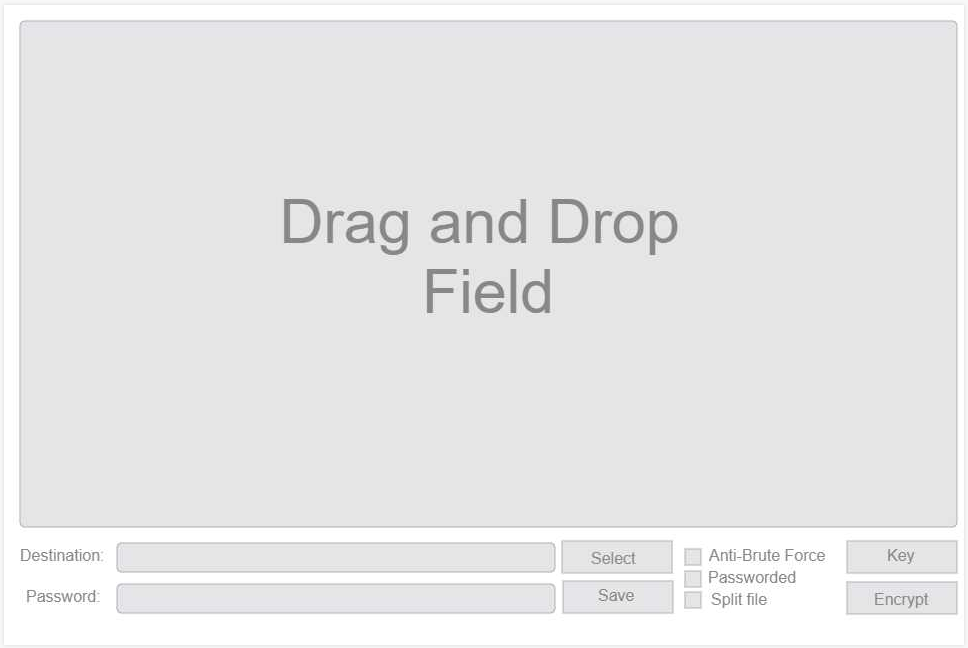 Drag and Drop
Field
Destination:
Select
Anti-Brute Force
Key
Passworded
Password:
Save
Split file
Encrypt